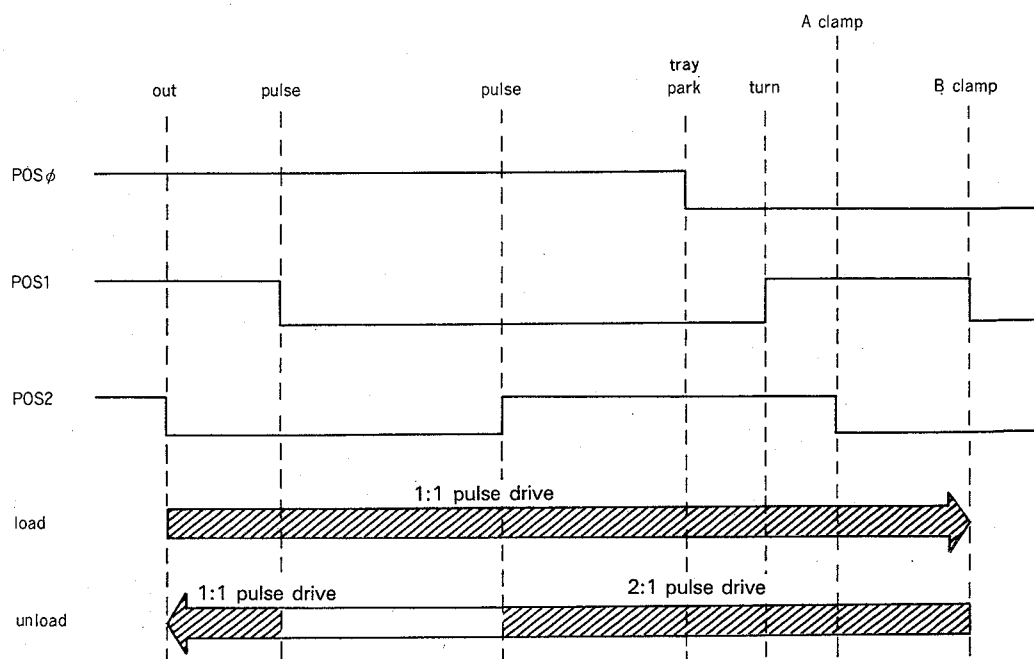 A clamp
tray
park
out
pulse
pulse
turn
B clamp
POSϕ
POS1
POS2
1:1 pulse drive
load
1:1 pulse drive
2:1 pulse drive
unload